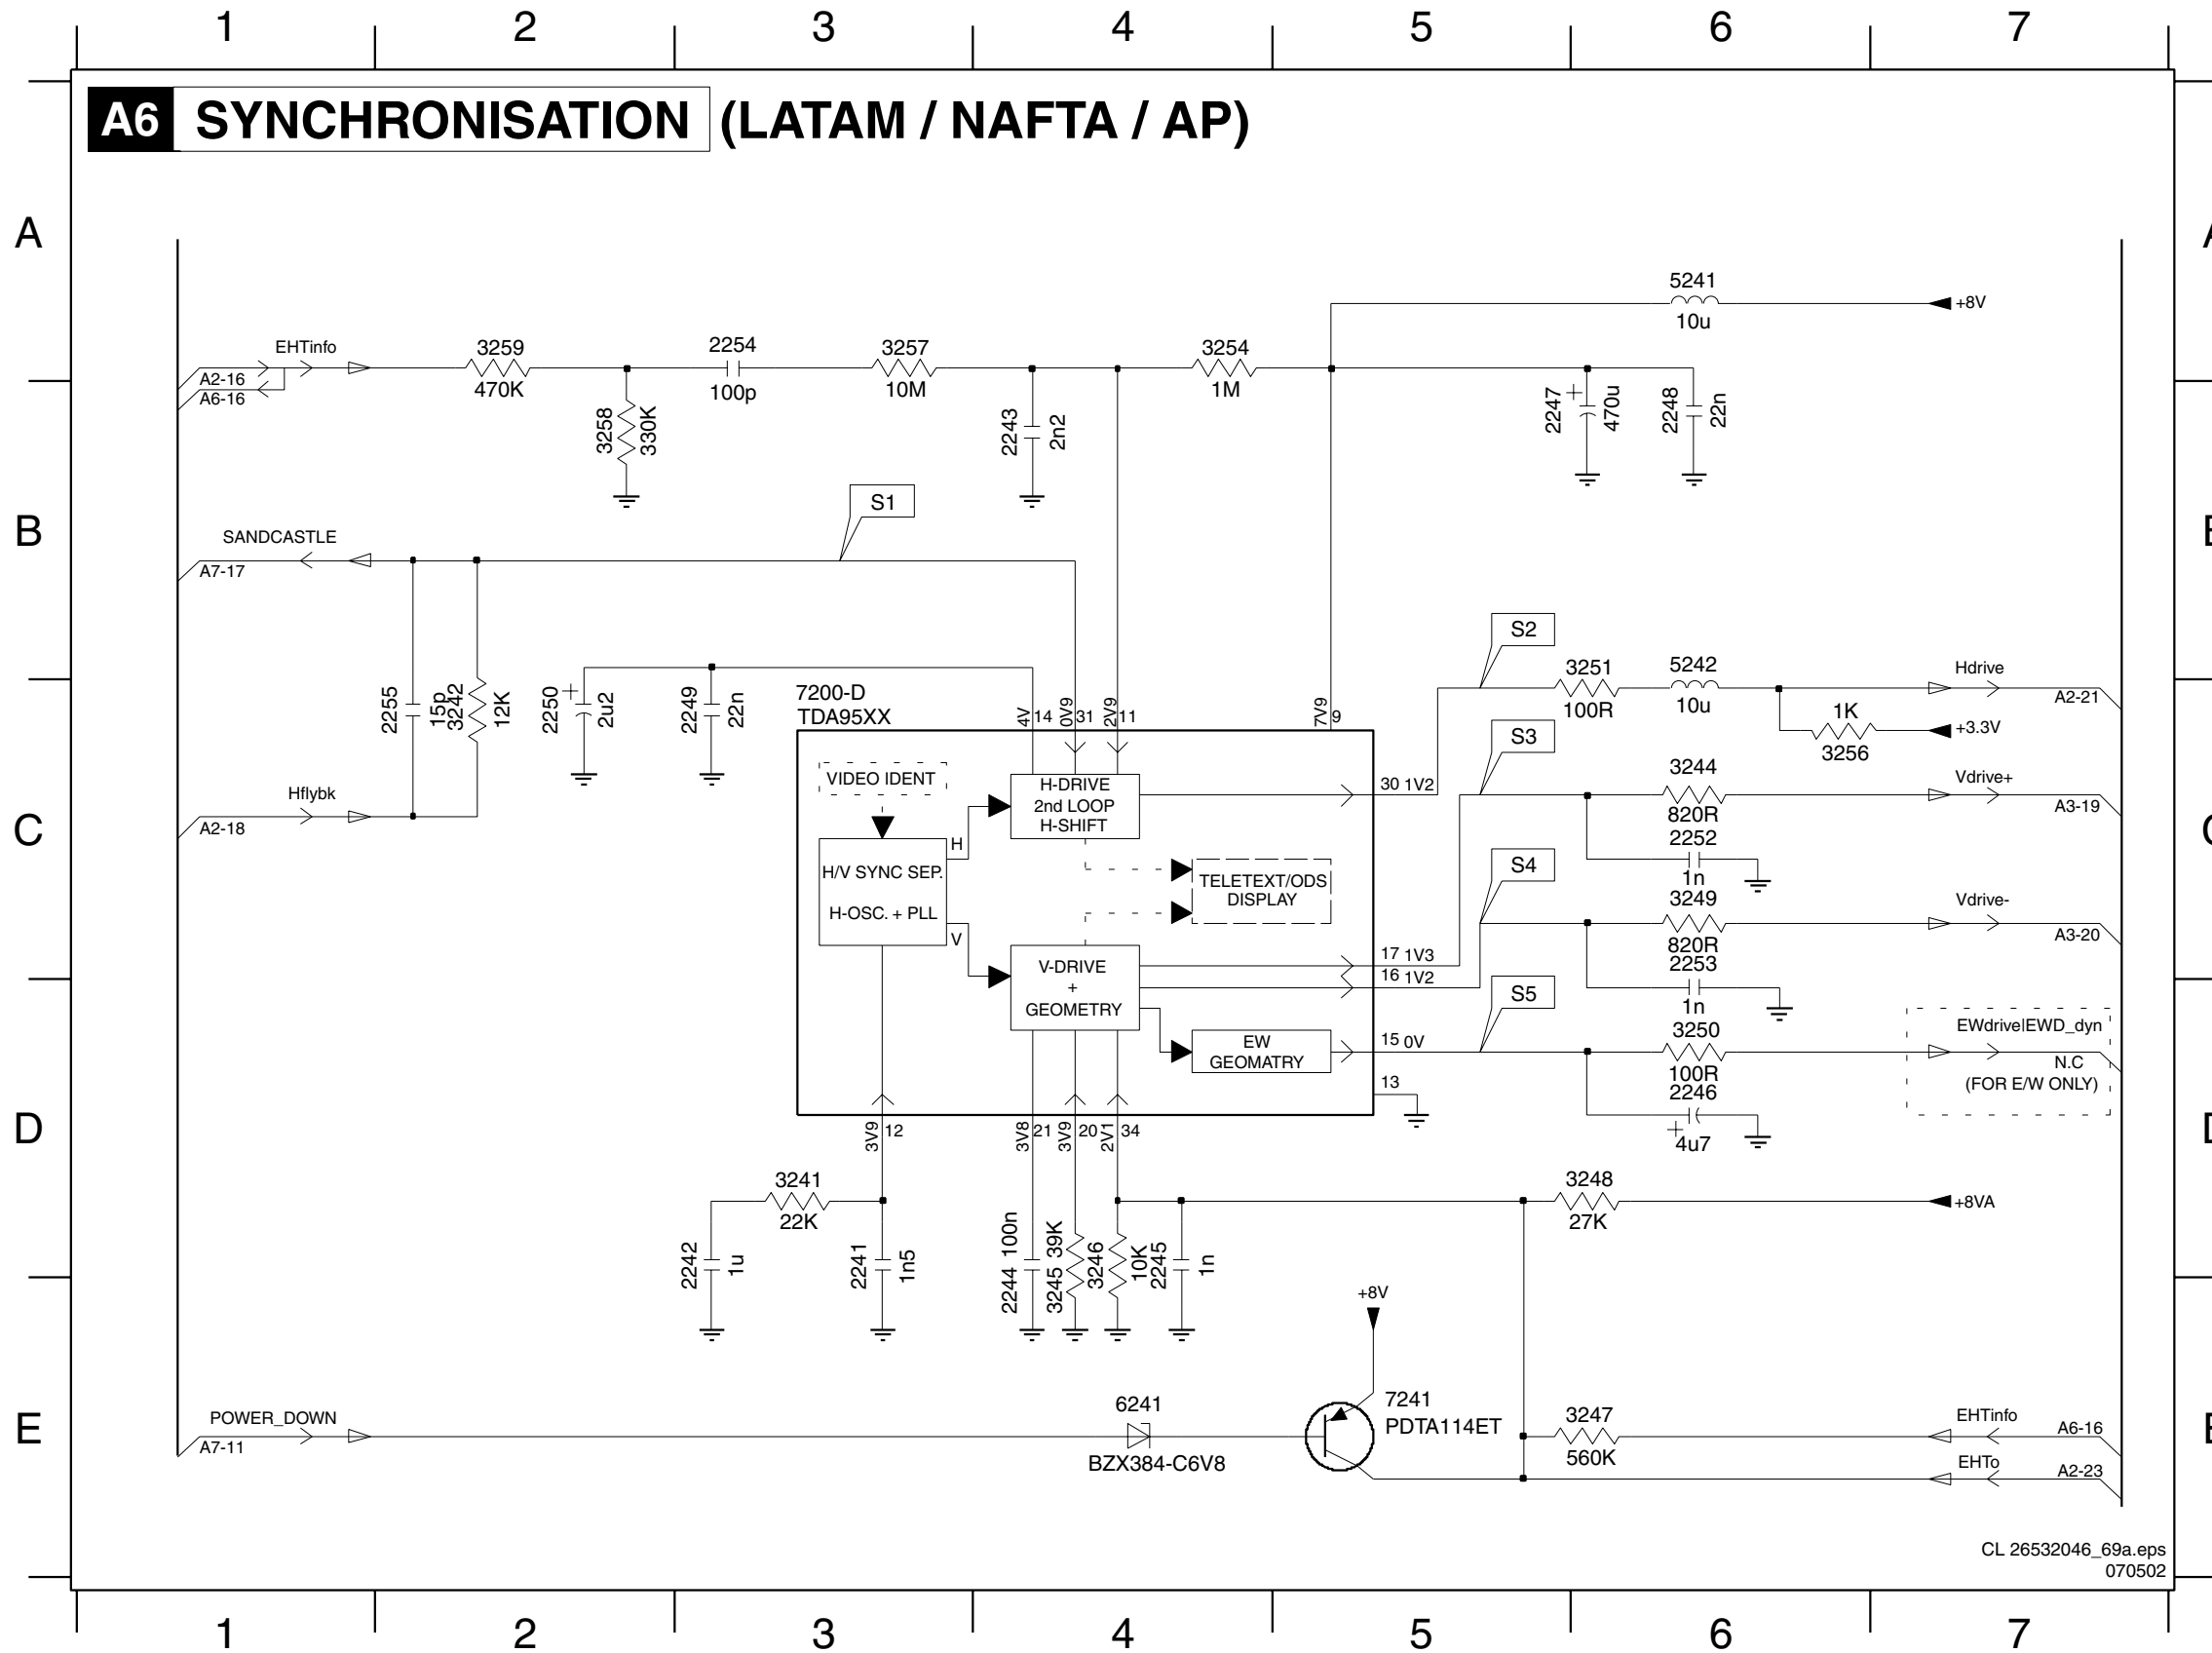 1 2 3 4 5 6 7
A6 SYNCHRONISATION (LATAM / NAFTA / AP)
A
5241
+8V
10u
EHTinfo
3259
2254
3257
3254
A2-16
A6-16
470K
100p
10M
1M
3258
330K
2243
2n2
2247
+
470u
2248
22n
S1
B
SANDCASTLE
A7-17
S2
3251
5242
Hdrive
100R
10u
A2-21
2255
15p
3242
12K
2250
+
2u2
2249
22n
7200-D
TDA95XX
4V 14
0V9 31
2V9 11
7V9 9
S3
1K
+3.3V
3256
VIDEO IDENT
H-DRIVE
2nd LOOP
H-SHIFT
30 1V2
3244
Vdrive+
820R
A3-19
Hflybk
A2-18
C
H
H/V SYNC SEP.
H-OSC. + PLL
V
TELETEXT/ODS
DISPLAY
2252
1n
S4
3249
Vdrive-
820R
A3-20
V-DRIVE
+
GEOMETRY
17 1V3
16 1V2
2253
1n
S5
EW
GEOMATRY
15 0V
3250
EWdrive|EWD_dyn
100R
N.C
(FOR E/W ONLY)
13
2246
+
4u7
D
3V9 12
3V8 21
3V9 20
2V1 34
3241
22K
3248
27K
+8VA
2242
1u
2241
1n5
2244 100n
3245 39K
3246
10K
2245
1n
+8V
E
POWER_DOWN
A7-11
6241
BZX384-C6V8
7241
PDTA114ET
3247
560K
EHTinfo
A6-16
EHTo
A2-23
CL 26532046_69a.eps
070502
1 2 3 4 5 6 7